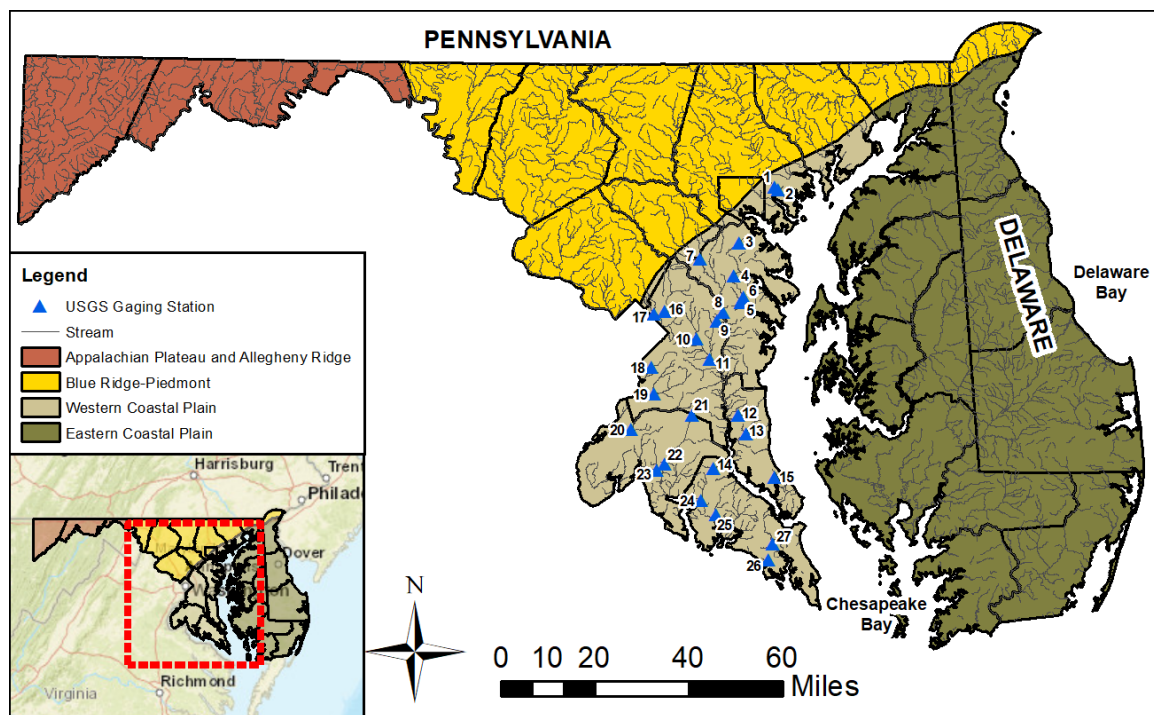 PENNSYLVANIA
1
2
3
7
4
6
8
5
17
16
9
10
11
18
19
21
12
20
13
22
14
23
15
24
25
27
26
DELAWARE
Delaware
Bay
Chesapeake
Bay
Legend
USGS Gaging Station
Stream
Appalachian Plateau and Allegheny Ridge
Blue Ridge-Piedmont
Western Coastal Plain
Eastern Coastal Plain
Harrisburg
Trent
Philad
Dover
Washington
Richmond
Virginia
N
0 10 20 40 60
Miles